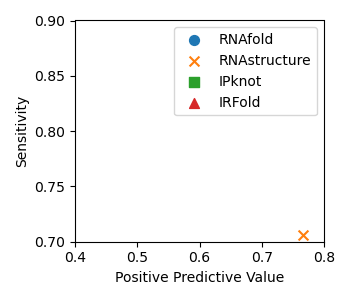 0.90
0.85
0.80
0.75
0.70
Sensitivity
RNAfold
RNAstructure
IPknot
IRFold
0.4 0.5 0.6 0.7 0.8
Positive Predictive Value